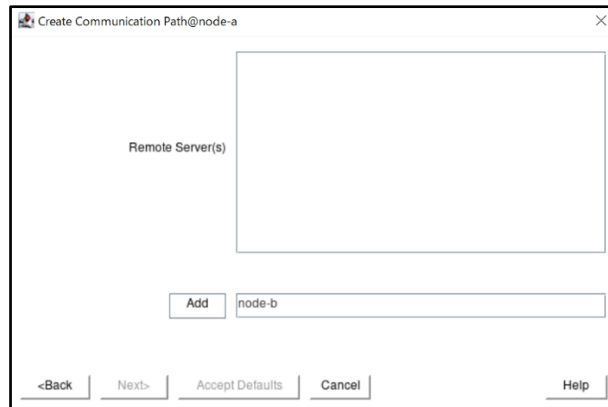 Create Communication Path@node-a
Remote Server(s)
Add
node-b
<Back
Next>
Accept Defaults
Cancel
Help